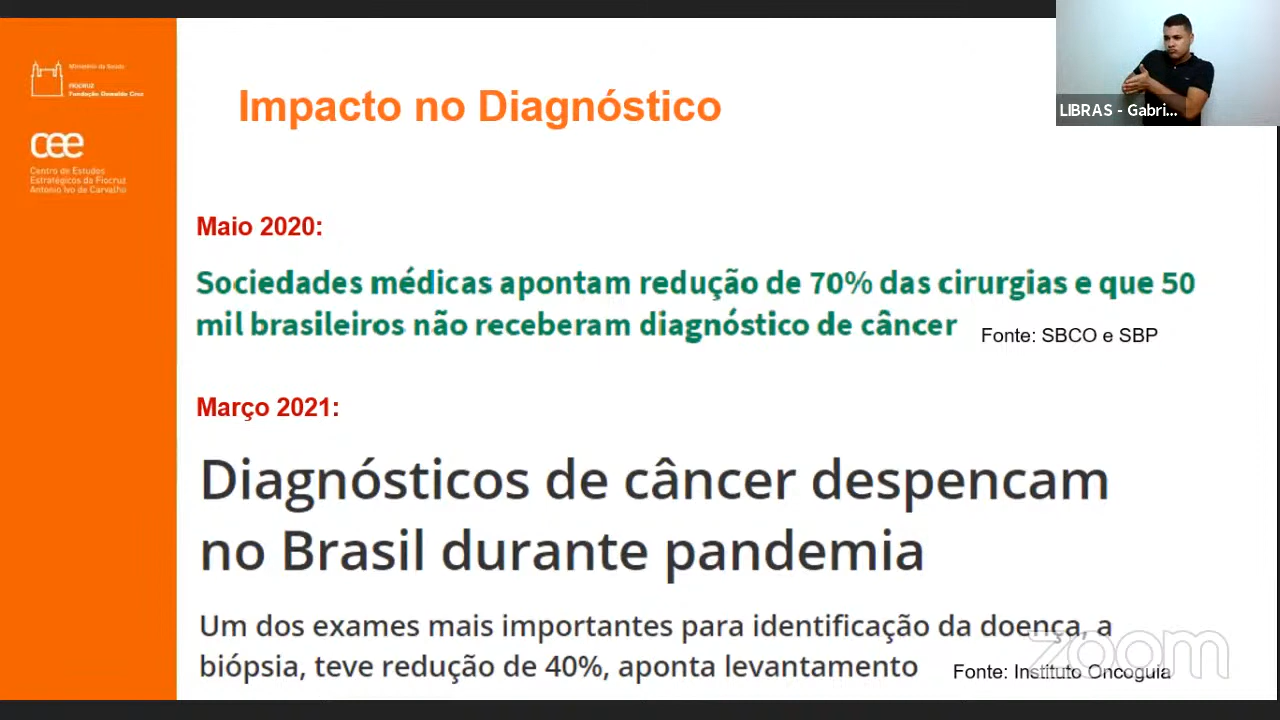 Ministério da Saúde
FIOCRUZ
Fundação Oswaldo Cruz
cee
Centro de Estudos
Estratégicos da Fiocruz
Antonio Ivo de Carvalho
LIBRAS - Gabri...
Impacto no Diagnóstico
Maio 2020:
Sociedades médicas apontam redução de 70% das cirurgias e que 50
mil brasileiros não receberam diagnóstico de câncer
Fonte: SBCO e SBP
Março 2021:
Diagnósticos de câncer despencam
no Brasil durante pandemia
Um dos exames mais importantes para identificação da doença, a
biópsia, teve redução de 40%, aponta levantamento
Fonte: Instituto Oncoguia
zoom